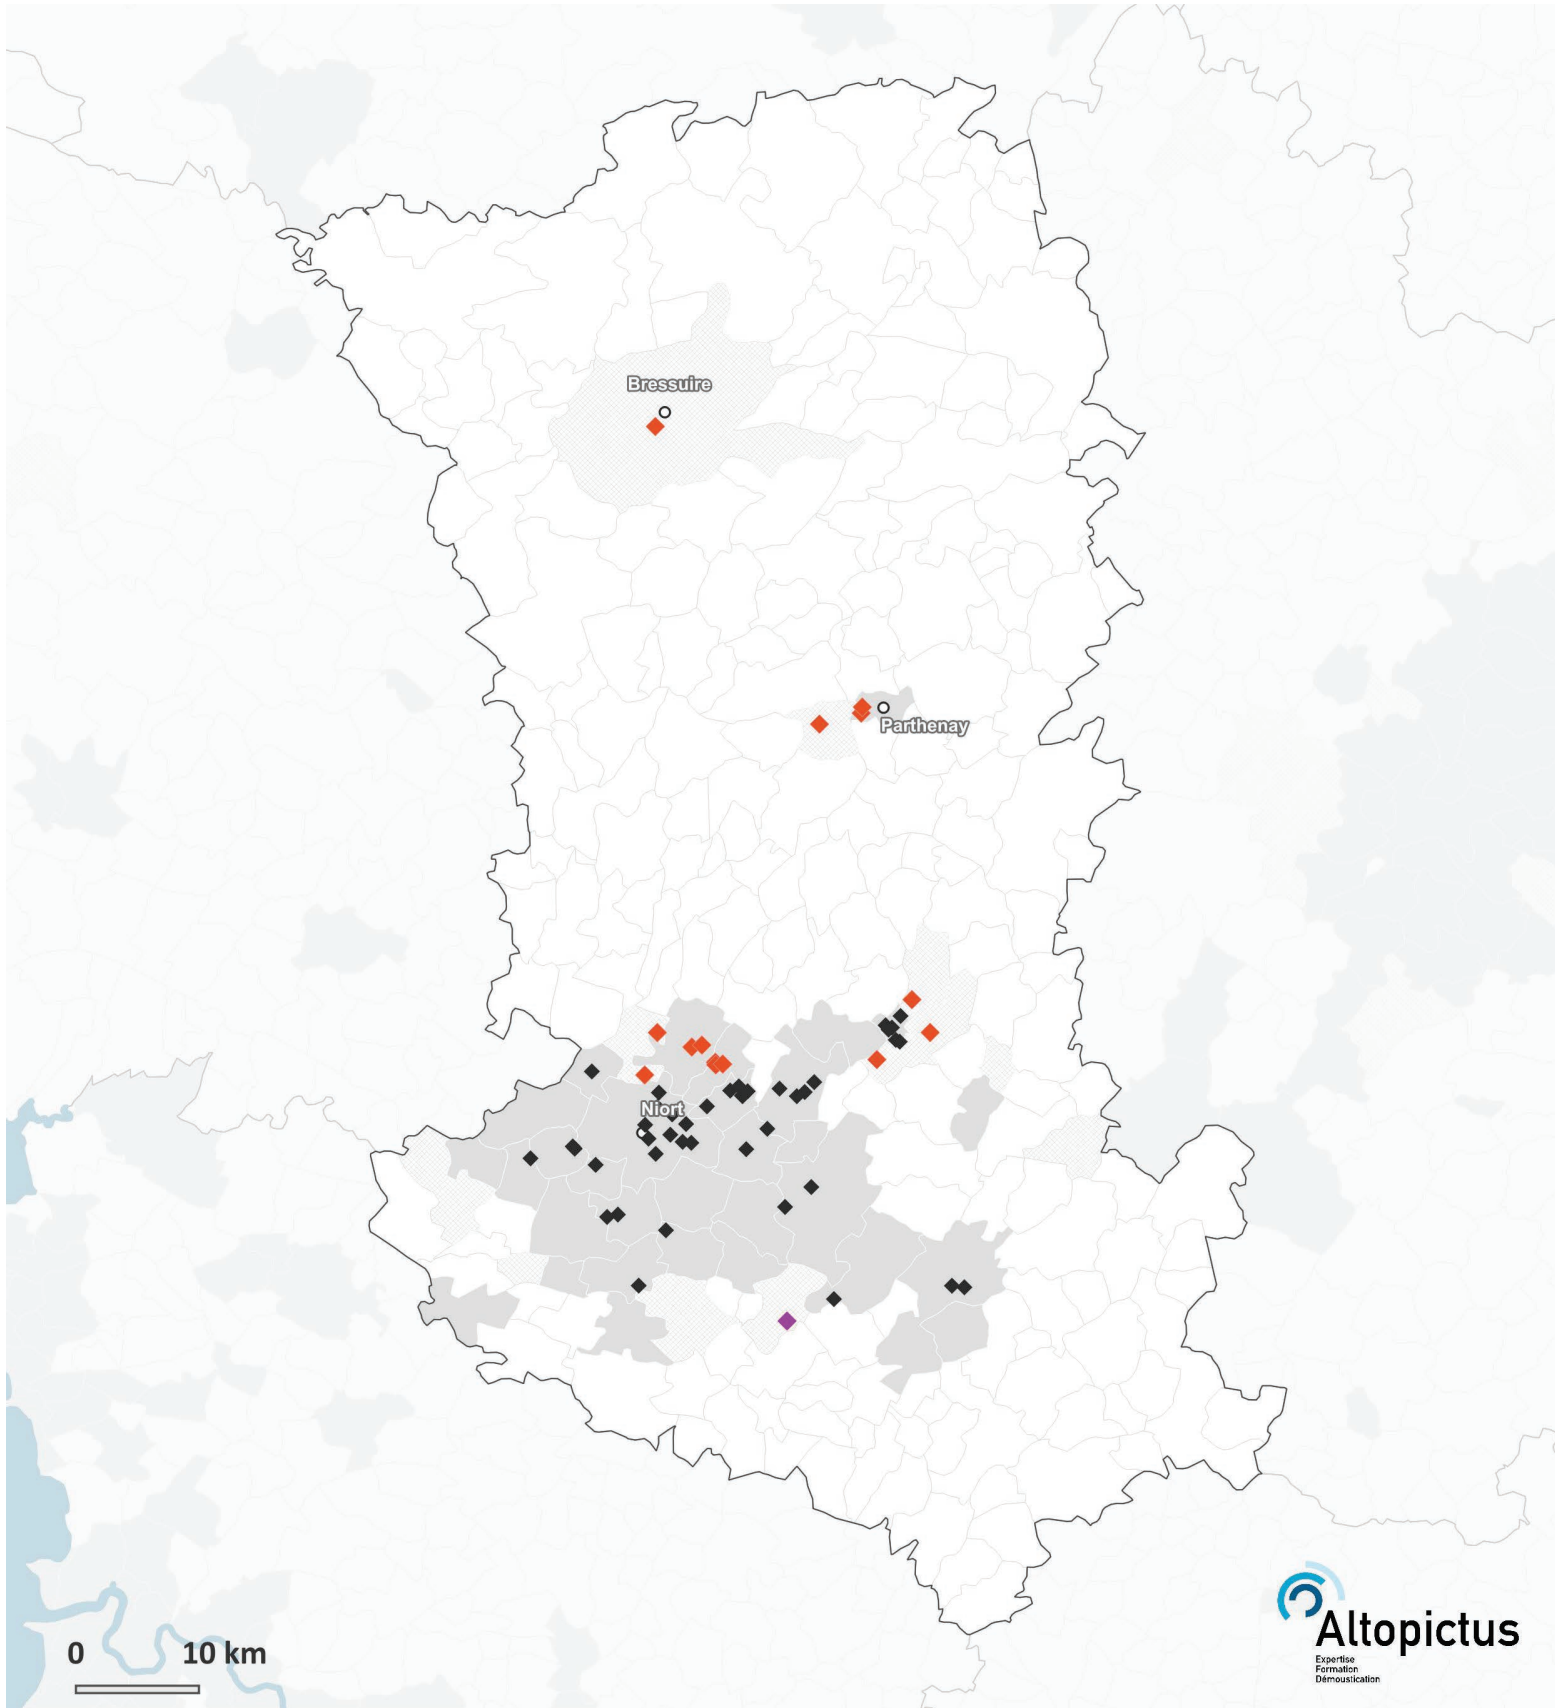 Bressuire
Parthenay
Niort
0 10 km
Altopictus
Expertise
Formation
Démoustication